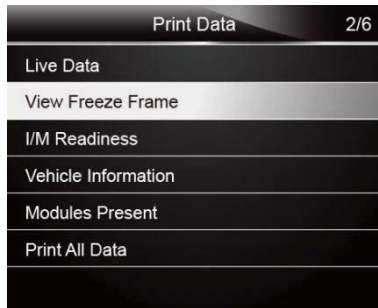 Print Data 2/6
Live Data
View Freeze Frame
I/M Readiness
Vehicle Information
Modules Present
Print All Data